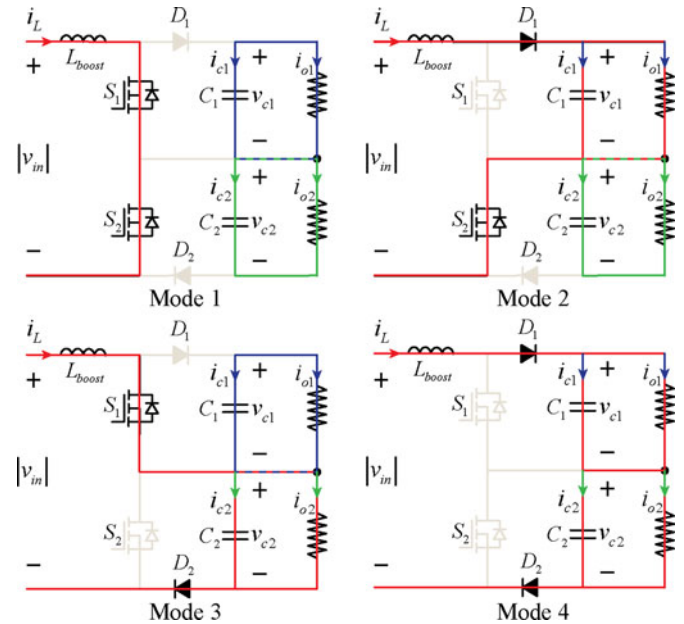 i_L L_boost D_1
+ S_1 i_c1 + C_1 v_c1 − i_o1
|v_in|
− S_2 D_2 i_c2 + C_2 v_c2 − i_o2
Mode 1
i_L L_boost D_1
+ S_1 i_c1 + C_1 v_c1 − i_o1
|v_in|
− S_2 D_2 i_c2 + C_2 v_c2 − i_o2
Mode 2
i_L L_boost D_1
+ S_1 i_c1 + C_1 v_c1 − i_o1
|v_in|
− S_2 D_2 i_c2 + C_2 v_c2 − i_o2
Mode 3
i_L L_boost D_1
+ S_1 i_c1 + C_1 v_c1 − i_o1
|v_in|
− S_2 D_2 i_c2 + C_2 v_c2 − i_o2
Mode 4